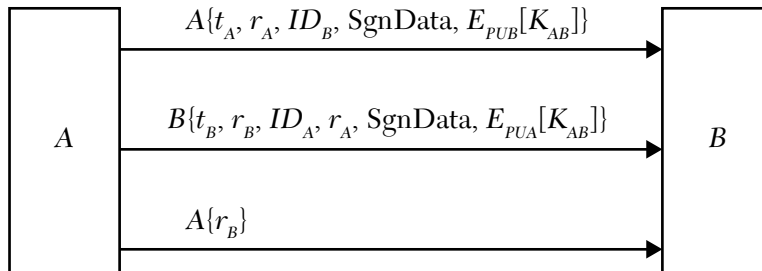 A{t_A, r_A, ID_B, SgnData, E_PUB[K_AB]}
A
B{t_B, r_B, ID_A, r_A, SgnData, E_PUA[K_AB]}
B
A{r_B}